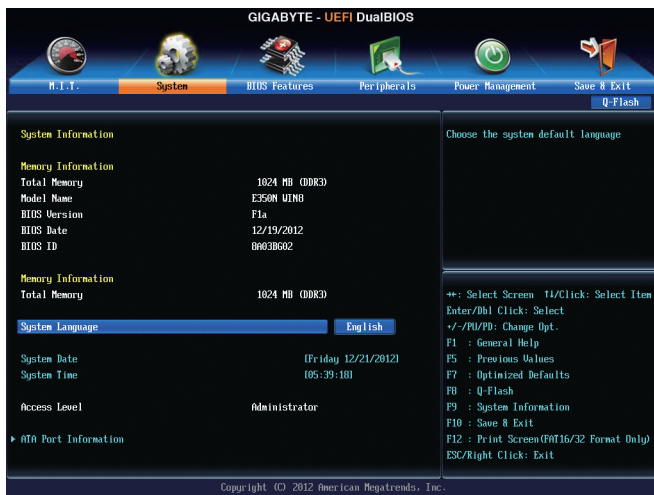 GIGABYTE - UEFI DualBIOS
M.I.T. System BIOS Features Peripherals Power Management Save & Exit
Q-Flash
System Information
Choose the system default language
Memory Information
Total Memory 1024 MB (DDR3)
Model Name E350N WIN8
BIOS Version F1a
BIOS Date 12/19/2012
BIOS ID 8A03BG02
Memory Information
Total Memory 1024 MB (DDR3)
System Language English
System Date [Friday 12/21/2012]
System Time [05:39:18]
Access Level Administrator
ATA Port Information
→←: Select Screen ↑↓/Click: Select Item
Enter/Dbl Click: Select
+/-/PU/PD: Change Opt.
F1 : General Help
F5 : Previous Values
F7 : Optimized Defaults
F8 : Q-Flash
F9 : System Information
F10 : Save & Exit
F12 : Print Screen(FAT16/32 Format Only)
ESC/Right Click: Exit
Copyright (C) 2012 American Megatrends, Inc.